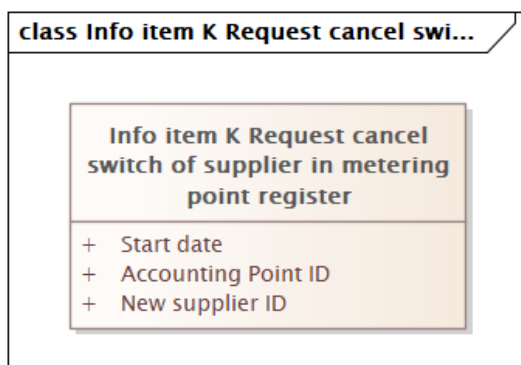 class Info item K Request cancel swi...
Info item K Request cancel
switch of supplier in metering
point register
+ Start date
+ Accounting Point ID
+ New supplier ID